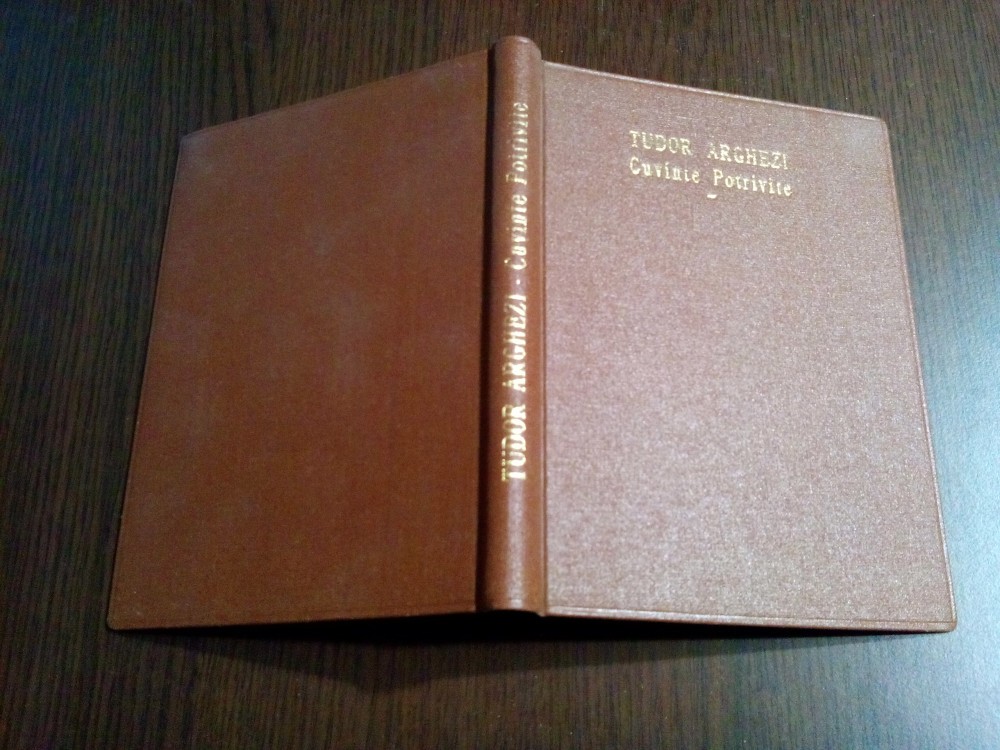 TUDOR ARGHEZI - Cuvinte Potrivite
TUDOR ARGHEZI
Cuvinte Potrivite